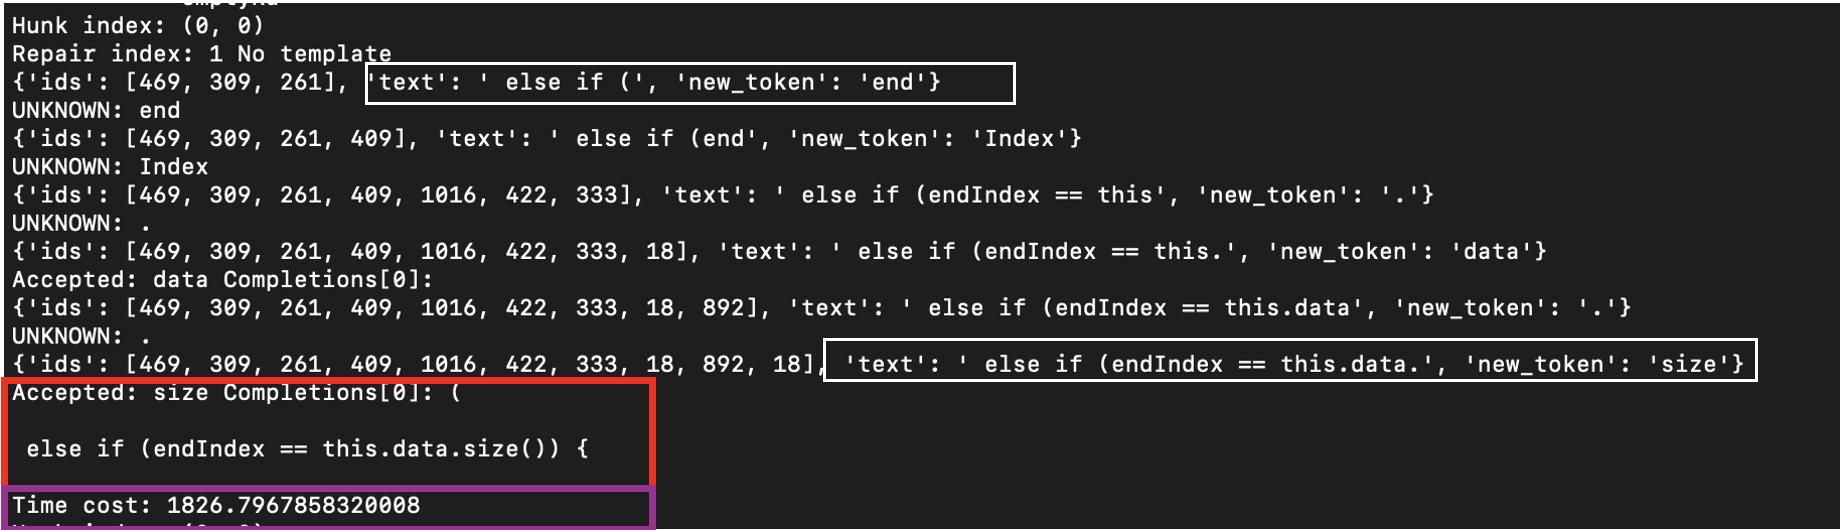 Hunk index: (0, 0)
Repair index: 1 No template
{'ids': [469, 309, 261], 'text': ' else if (', 'new_token': 'end'}
UNKNOWN: end
{'ids': [469, 309, 261, 409], 'text': ' else if (end', 'new_token': 'Index'}
UNKNOWN: Index
{'ids': [469, 309, 261, 409, 1016, 422, 333], 'text': ' else if (endIndex == this', 'new_token': '.'}
UNKNOWN: .
{'ids': [469, 309, 261, 409, 1016, 422, 333, 18], 'text': ' else if (endIndex == this.', 'new_token': 'data'}
Accepted: data Completions[0]:
{'ids': [469, 309, 261, 409, 1016, 422, 333, 18, 892], 'text': ' else if (endIndex == this.data', 'new_token': '.'}
UNKNOWN: .
{'ids': [469, 309, 261, 409, 1016, 422, 333, 18, 892, 18], 'text': ' else if (endIndex == this.data.', 'new_token': 'size'}
Accepted: size Completions[0]: (
else if (endIndex == this.data.size()) {
Time cost: 1826.7967858320008